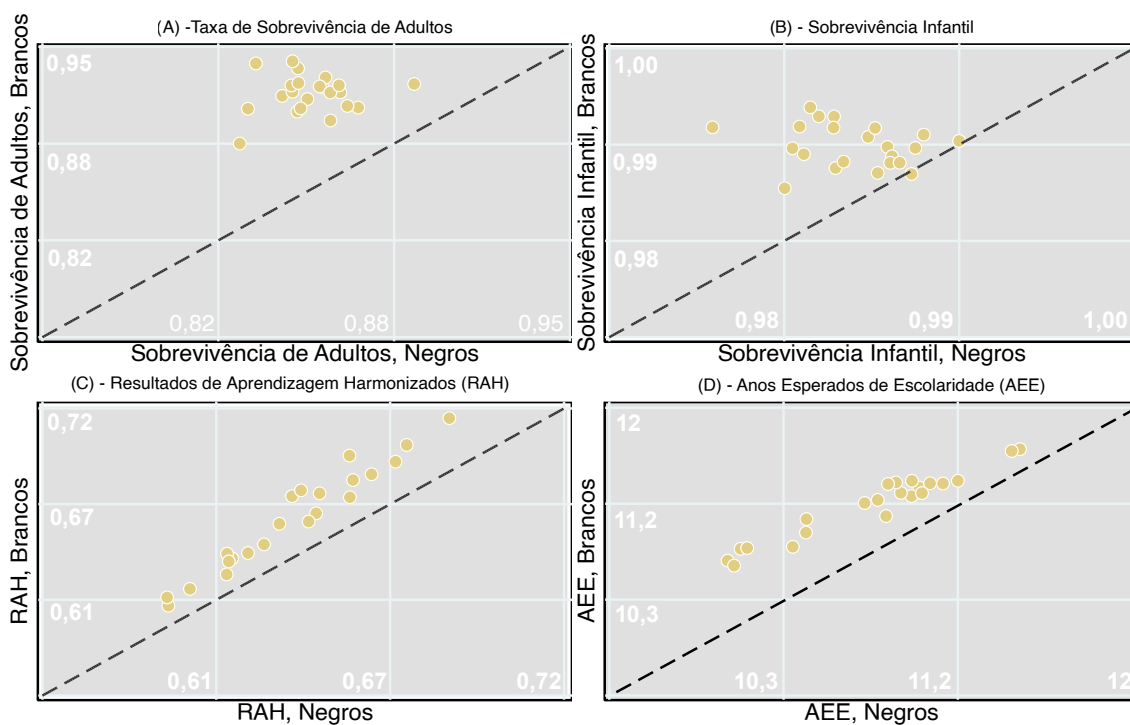 (A) -Taxa de Sobrevivência de Adultos
Sobrevivência de Adultos, Brancos
0,95
0,88
0,82
0,82
0,88
0,95
Sobrevivência de Adultos, Negros
(B) - Sobrevivência Infantil
Sobrevivência Infantil, Brancos
1,00
0,99
0,98
0,98
0,99
1,00
Sobrevivência Infantil, Negros
(C) - Resultados de Aprendizagem Harmonizados (RAH)
RAH, Brancos
0,72
0,67
0,61
0,61
0,67
0,72
RAH, Negros
(D) - Anos Esperados de Escolaridade (AEE)
AEE, Brancos
12
11,2
10,3
10,3
11,2
12
AEE, Negros